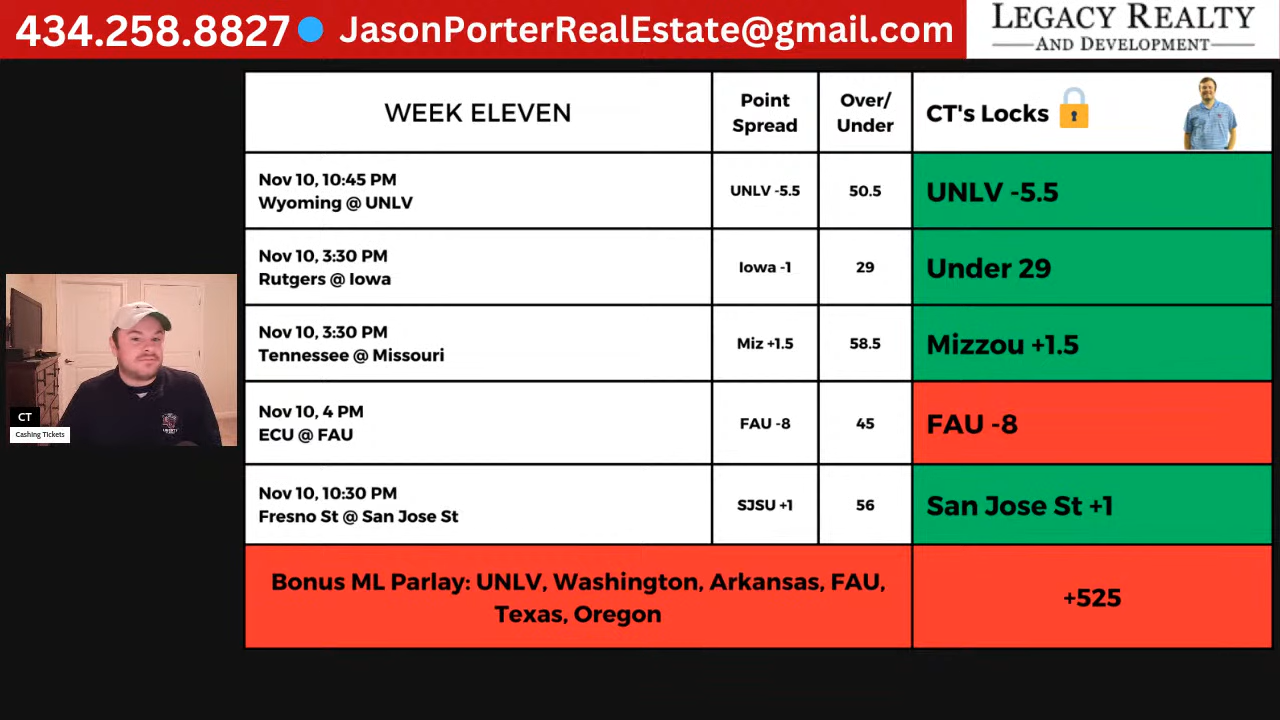 434.258.8827 JasonPorterRealEstate@gmail.com
LEGACY REALTY
AND DEVELOPMENT
WEEK ELEVEN
Point
Spread
Over/
Under
CT's Locks
Nov 10, 10:45 PM
Wyoming @ UNLV
UNLV -5.5
50.5
UNLV -5.5
Nov 10, 3:30 PM
Rutgers @ Iowa
Iowa -1
29
Under 29
Nov 10, 3:30 PM
Tennessee @ Missouri
Miz +1.5
58.5
Mizzou +1.5
Nov 10, 4 PM
ECU @ FAU
FAU -8
45
FAU -8
Nov 10, 10:30 PM
Fresno St @ San Jose St
SJSU +1
56
San Jose St +1
Bonus ML Parlay: UNLV, Washington, Arkansas, FAU,
Texas, Oregon
+525
CT
Cashing Tickets